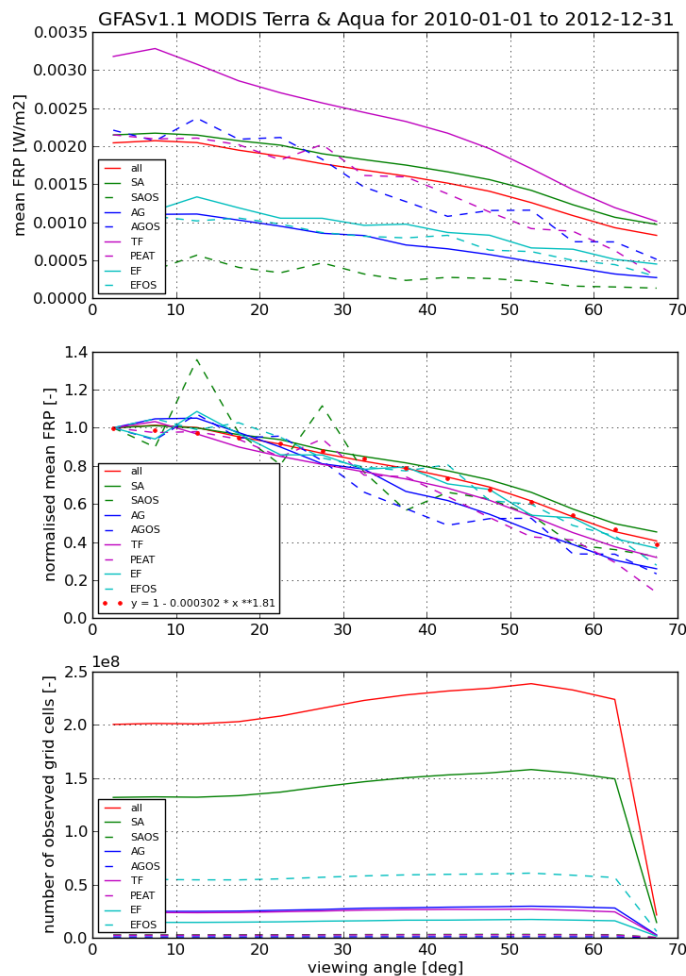 GFASv1.1 MODIS Terra & Aqua for 2010-01-01 to 2012-12-31
mean FRP [W/m2]
0.0035
0.0030
0.0025
0.0020
0.0015
0.0010
0.0005
0.0000
all
SA
SAOS
AG
AGOS
TF
PEAT
EF
EFOS
0 10 20 30 40 50 60 70
normalised mean FRP [-]
1.4
1.2
1.0
0.8
0.6
0.4
0.2
0.0
all
SA
SAOS
AG
AGOS
TF
PEAT
EF
EFOS
y = 1 - 0.000302 * x **1.81
0 10 20 30 40 50 60 70
number of observed grid cells [-]
1e8
2.5
2.0
1.5
1.0
0.5
0.0
all
SA
SAOS
AG
AGOS
TF
PEAT
EF
EFOS
0 10 20 30 40 50 60 70
viewing angle [deg]